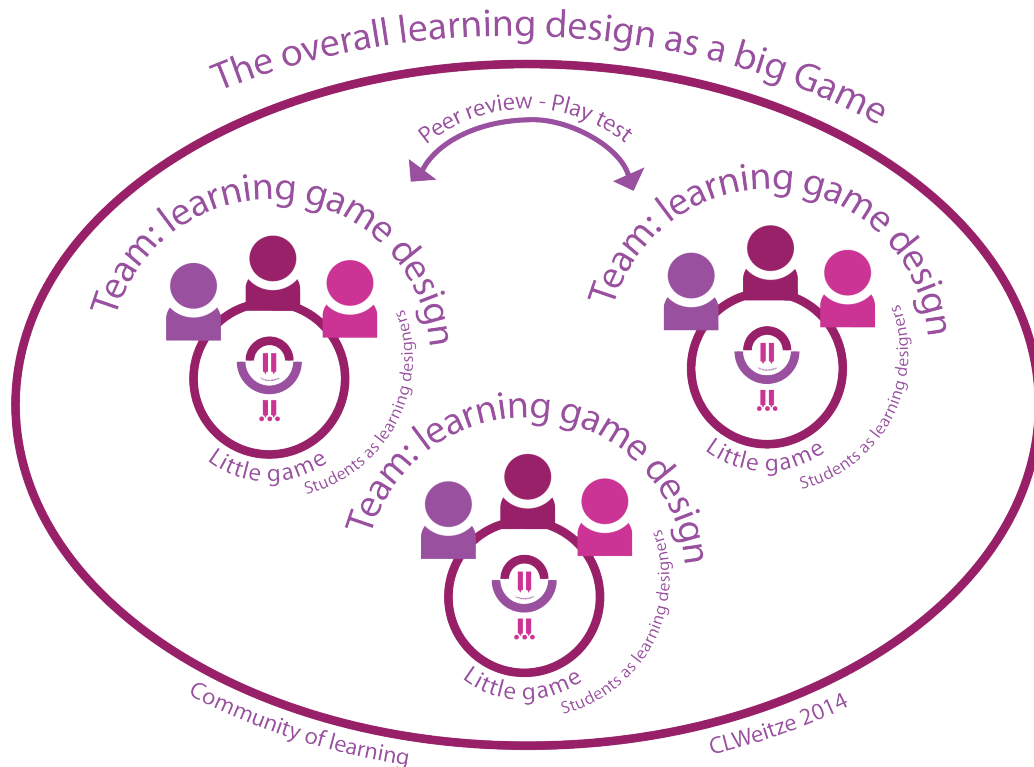 The overall learning design as a big Game
Peer review - Play test
Team: learning game design
Students as learning designers
Little game
Team: learning game design
Students as learning designers
Little game
Team: learning game design
Students as learning designers
Little game
Community of learning
CLWeitze 2014